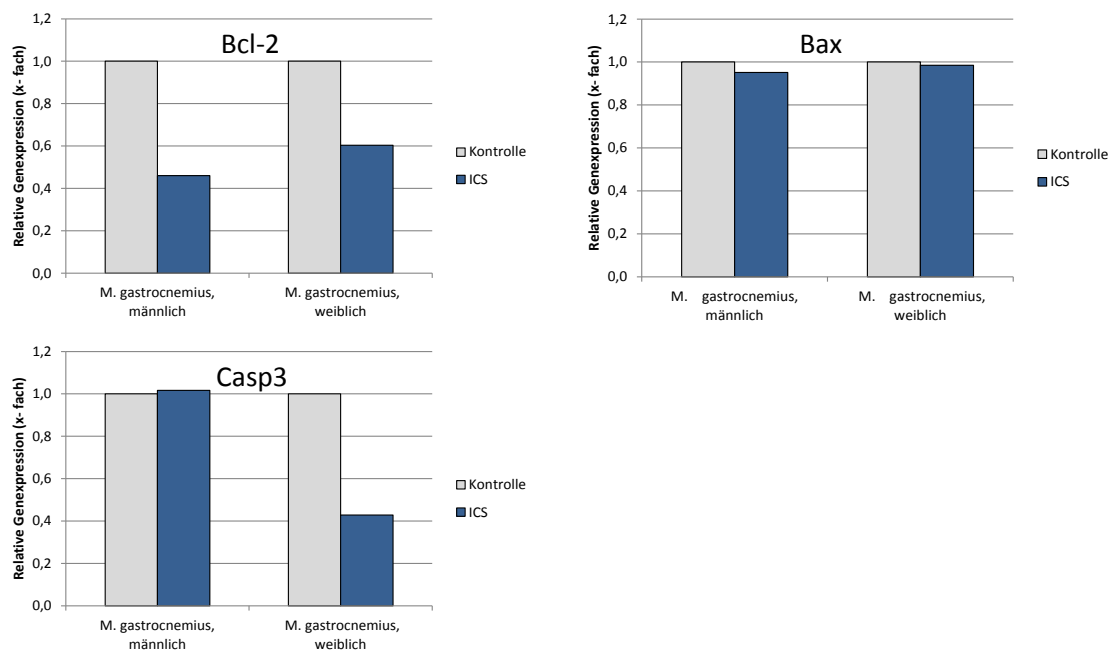 Bcl-2
Relative Genexpression (x- fach)
1,2
1,0
0,8
0,6
0,4
0,2
0,0
M. gastrocnemius,
männlich
M. gastrocnemius,
weiblich
Kontrolle
ICS
Bax
Relative Genexpression (x- fach)
1,2
1,0
0,8
0,6
0,4
0,2
0,0
M. gastrocnemius,
männlich
M. gastrocnemius,
weiblich
Kontrolle
ICS
Casp3
Relative Genexpression (x- fach)
1,2
1,0
0,8
0,6
0,4
0,2
0,0
M. gastrocnemius,
männlich
M. gastrocnemius,
weiblich
Kontrolle
ICS